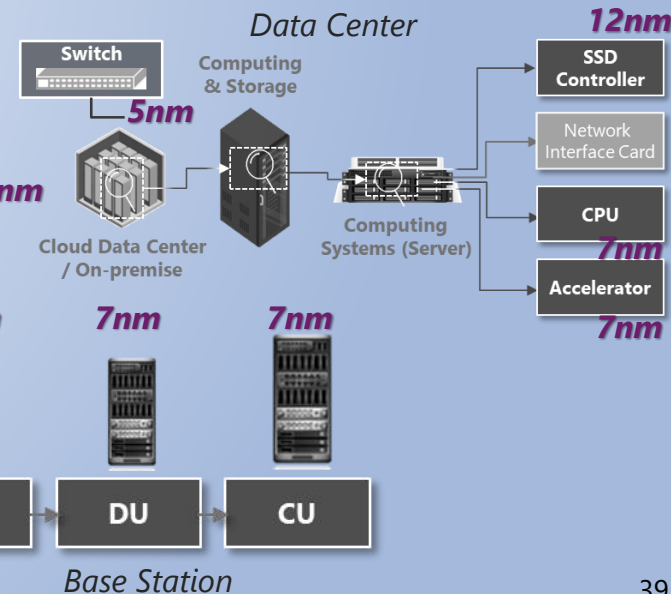 Data Center
12nm
Switch
5nm
Computing
& Storage
SSD
Controller
Network
Interface Card
nm
Cloud Data Center
/ On-premise
Computing
Systems (Server)
CPU
7nm
Accelerator
7nm
7nm
7nm
DU
CU
Base Station
39